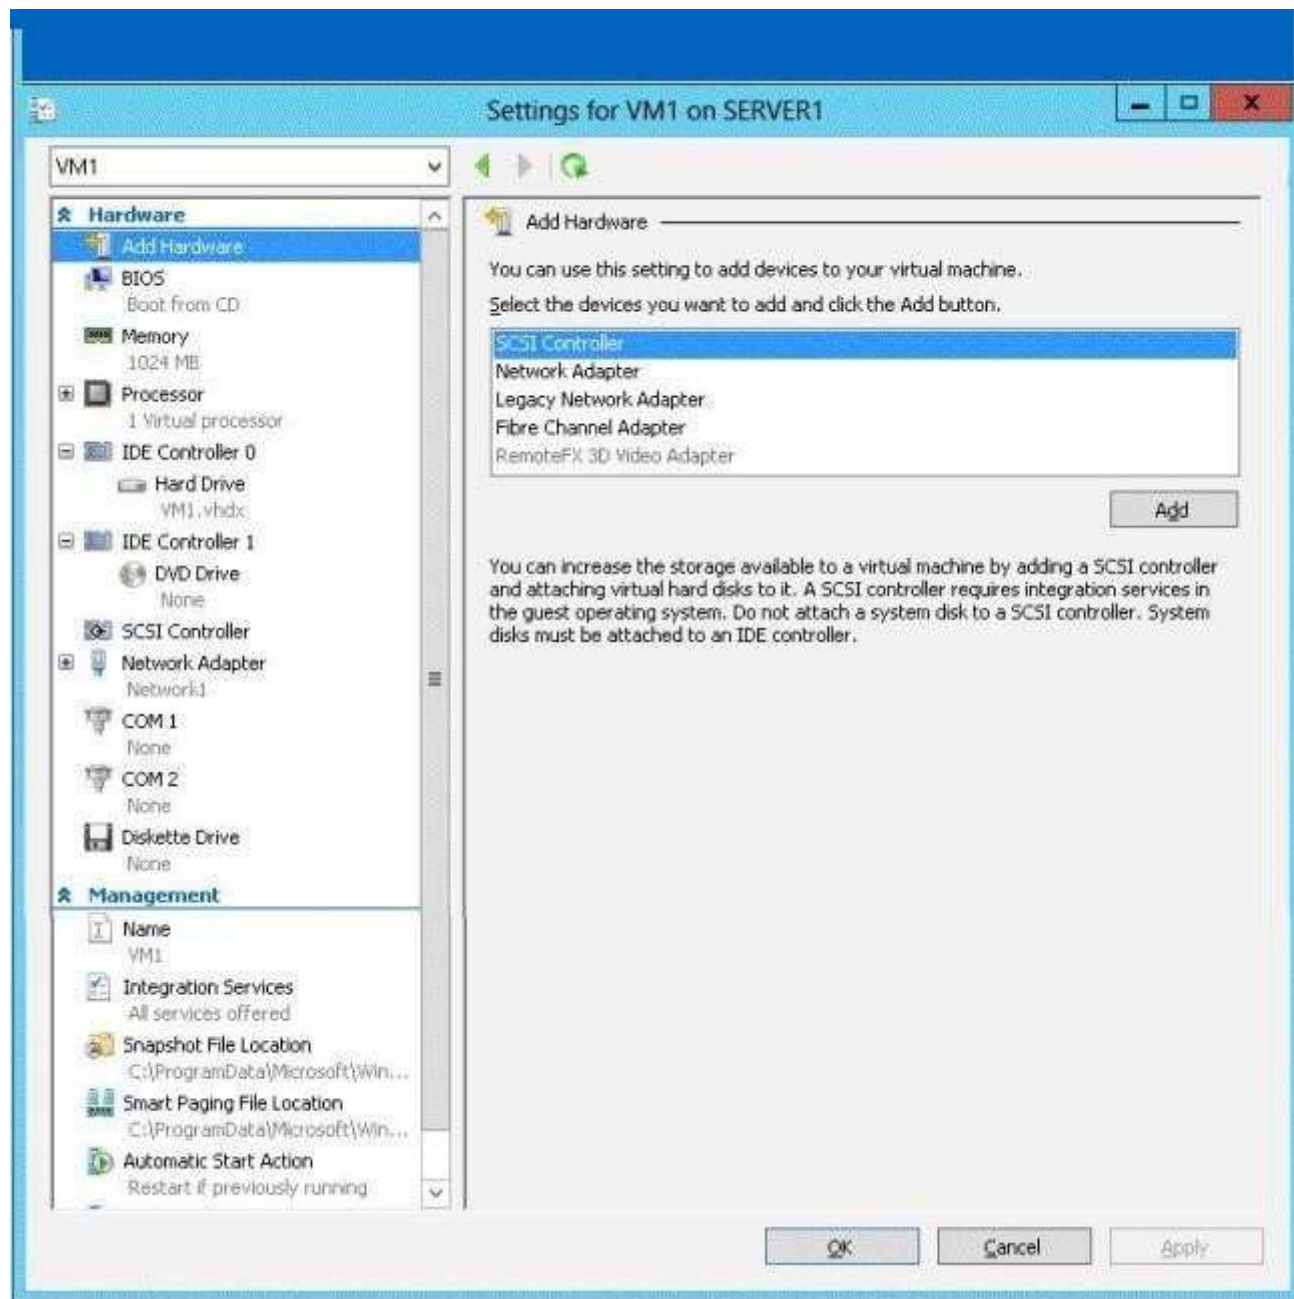 Settings for VM1 on SERVER1
VM1
Hardware
Add Hardware
BIOS
Boot from CD
Memory
1024 MB
Processor
1 Virtual processor
IDE Controller 0
Hard Drive
VM1.vhdx
IDE Controller 1
DVD Drive
None
SCSI Controller
Network Adapter
Network1
COM 1
None
COM 2
None
Diskette Drive
None
Management
Name
VM1
Integration Services
All services offered
Snapshot File Location
C:\ProgramData\Microsoft\Win...
Smart Paging File Location
C:\ProgramData\Microsoft\Win...
Automatic Start Action
Restart if previously running
Add Hardware
You can use this setting to add devices to your virtual machine.
Select the devices you want to add and click the Add button.
SCSI Controller
Network Adapter
Legacy Network Adapter
Fibre Channel Adapter
RemoteFX 3D Video Adapter
Add
You can increase the storage available to a virtual machine by adding a SCSI controller
and attaching virtual hard disks to it. A SCSI controller requires integration services in
the guest operating system. Do not attach a system disk to a SCSI controller. System
disks must be attached to an IDE controller.
OK
Cancel
Apply